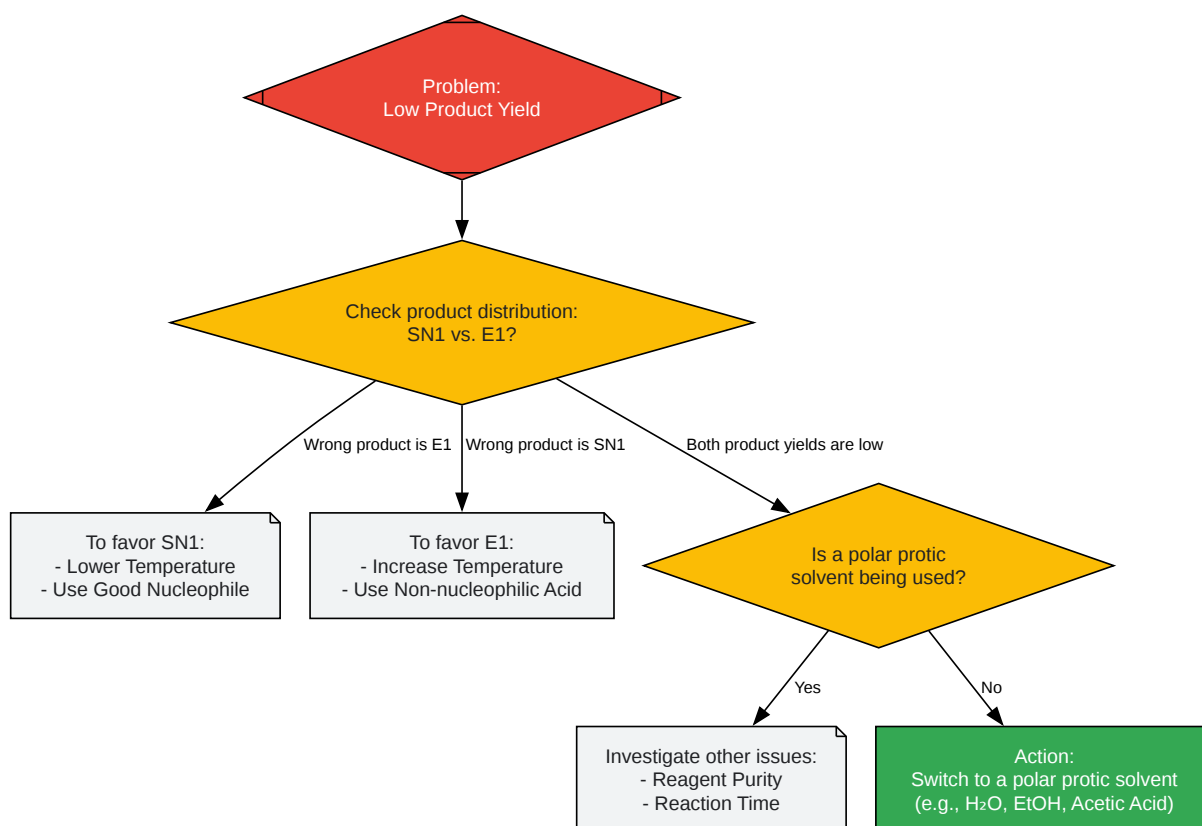 Problem:
Low Product Yield
Check product distribution:
SN1 vs. E1?
Wrong product is E1
Wrong product is SN1
Both product yields are low
To favor SN1:
- Lower Temperature
- Use Good Nucleophile
To favor E1:
- Increase Temperature
- Use Non-nucleophilic Acid
Is a polar protic
solvent being used?
Yes
No
Investigate other issues:
- Reagent Purity
- Reaction Time
Action:
Switch to a polar protic solvent
(e.g., H₂O, EtOH, Acetic Acid)